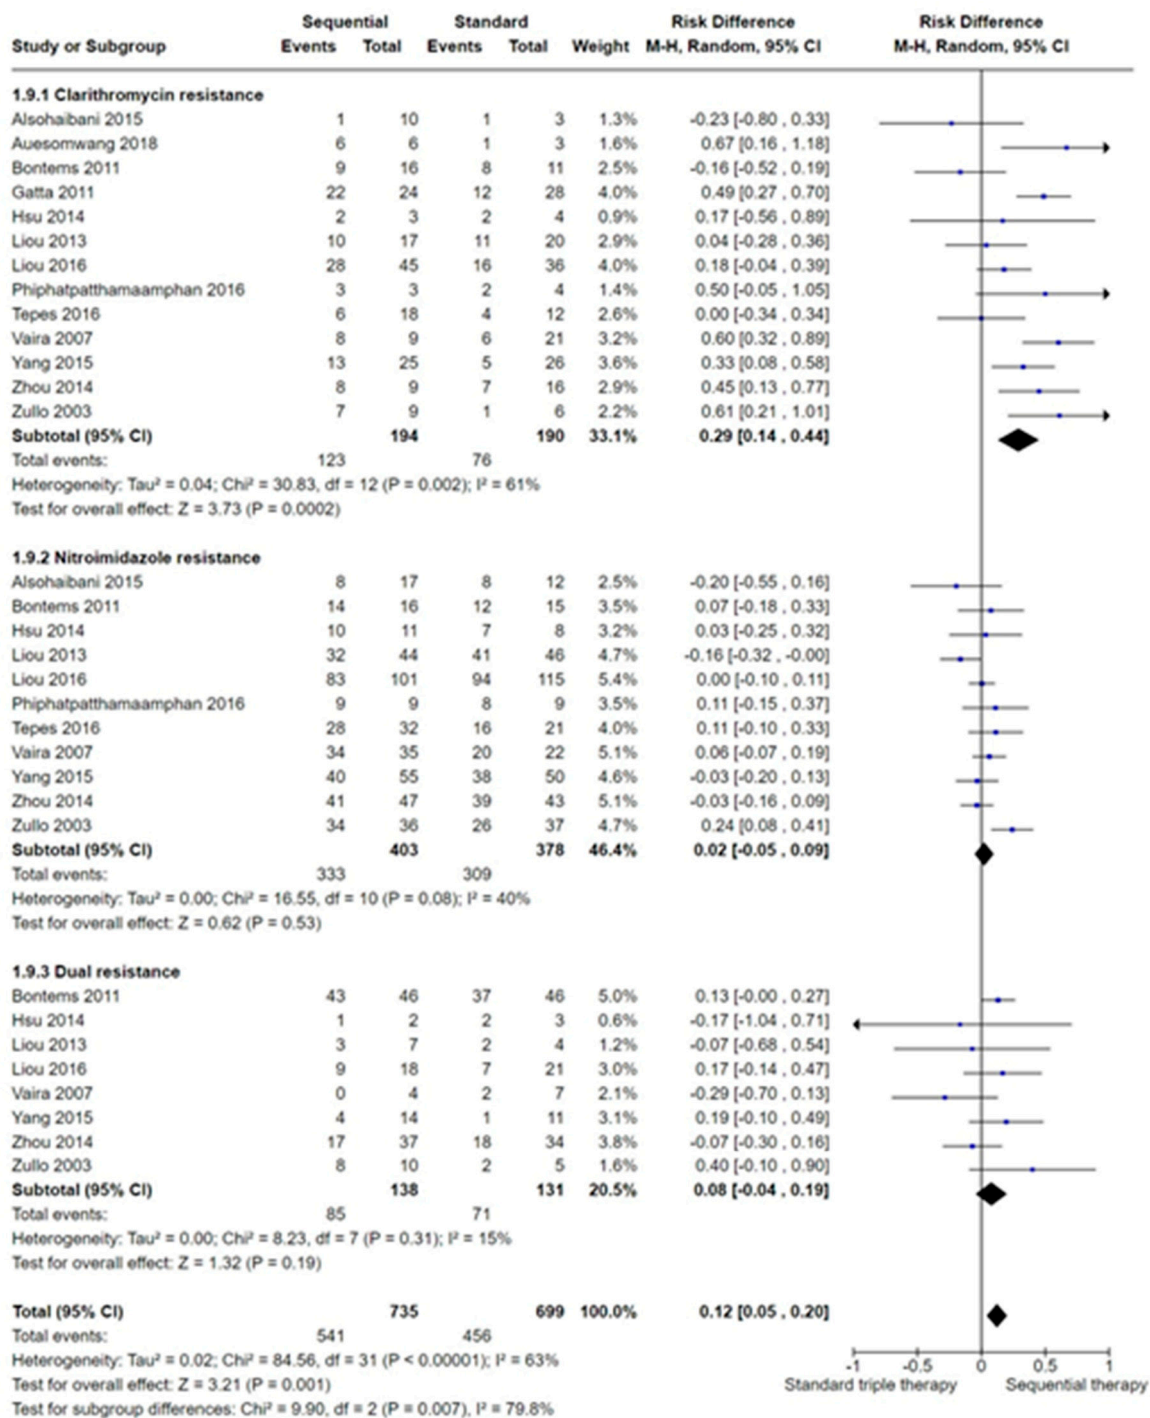 Sequential Standard Risk Difference Risk Difference
Study or Subgroup Events Total Events Total Weight M-H, Random, 95% CI M-H, Random, 95% CI
1.9.1 Clarithromycin resistance
Alsohaibani 2015 1 10 1 3 1.3% -0.23 [-0.80 , 0.33]
Auesomwang 2018 6 6 1 3 1.6% 0.67 [0.16 , 1.18]
Bontems 2011 9 16 8 11 2.5% -0.16 [-0.52 , 0.19]
Gatta 2011 22 24 12 28 4.0% 0.49 [0.27 , 0.70]
Hsu 2014 2 3 2 4 0.9% 0.17 [-0.56 , 0.89]
Liou 2013 10 17 11 20 2.9% 0.04 [-0.28 , 0.36]
Liou 2016 28 45 16 36 4.0% 0.18 [-0.04 , 0.39]
Phiphatpatthamaamphan 2016 3 3 2 4 1.4% 0.50 [-0.05 , 1.05]
Tepes 2016 6 18 4 12 2.6% 0.00 [-0.34 , 0.34]
Vaira 2007 8 9 6 21 3.2% 0.60 [0.32 , 0.89]
Yang 2015 13 25 5 26 3.6% 0.33 [0.08 , 0.58]
Zhou 2014 8 9 7 16 2.9% 0.45 [0.13 , 0.77]
Zullo 2003 7 9 1 6 2.2% 0.61 [0.21 , 1.01]
Subtotal (95% CI) 194 190 33.1% 0.29 [0.14 , 0.44]
Total events: 123 76
Heterogeneity: Tau² = 0.04; Chi² = 30.83, df = 12 (P = 0.002); I² = 61%
Test for overall effect: Z = 3.73 (P = 0.0002)
1.9.2 Nitroimidazole resistance
Alsohaibani 2015 8 17 8 12 2.5% -0.20 [-0.55 , 0.16]
Bontems 2011 14 16 12 15 3.5% 0.07 [-0.18 , 0.33]
Hsu 2014 10 11 7 8 3.2% 0.03 [-0.25 , 0.32]
Liou 2013 32 44 41 46 4.7% -0.16 [-0.32 , -0.00]
Liou 2016 83 101 94 115 5.4% 0.00 [-0.10 , 0.11]
Phiphatpatthamaamphan 2016 9 9 8 9 3.5% 0.11 [-0.15 , 0.37]
Tepes 2016 28 32 16 21 4.0% 0.11 [-0.10 , 0.33]
Vaira 2007 34 35 20 22 5.1% 0.06 [-0.07 , 0.19]
Yang 2015 40 55 38 50 4.6% -0.03 [-0.20 , 0.13]
Zhou 2014 41 47 39 43 5.1% -0.03 [-0.16 , 0.09]
Zullo 2003 34 36 26 37 4.7% 0.24 [0.08 , 0.41]
Subtotal (95% CI) 403 378 46.4% 0.02 [-0.05 , 0.09]
Total events: 333 309
Heterogeneity: Tau² = 0.00; Chi² = 16.55, df = 10 (P = 0.08); I² = 40%
Test for overall effect: Z = 0.62 (P = 0.53)
1.9.3 Dual resistance
Bontems 2011 43 46 37 46 5.0% 0.13 [-0.00 , 0.27]
Hsu 2014 1 2 2 3 0.6% -0.17 [-1.04 , 0.71]
Liou 2013 3 7 2 4 1.2% -0.07 [-0.68 , 0.54]
Liou 2016 9 18 7 21 3.0% 0.17 [-0.14 , 0.47]
Vaira 2007 0 4 2 7 2.1% -0.29 [-0.70 , 0.13]
Yang 2015 4 14 1 11 3.1% 0.19 [-0.10 , 0.49]
Zhou 2014 17 37 18 34 3.8% -0.07 [-0.30 , 0.16]
Zullo 2003 8 10 2 5 1.6% 0.40 [-0.10 , 0.90]
Subtotal (95% CI) 138 131 20.5% 0.08 [-0.04 , 0.19]
Total events: 85 71
Heterogeneity: Tau² = 0.00; Chi² = 8.23, df = 7 (P = 0.31); I² = 15%
Test for overall effect: Z = 1.32 (P = 0.19)
Total (95% CI) 735 699 100.0% 0.12 [0.05 , 0.20]
Total events: 541 456
Heterogeneity: Tau² = 0.02; Chi² = 84.56, df = 31 (P < 0.00001); I² = 63%
-1 -0.5 0 0.5 1
Test for overall effect: Z = 3.21 (P = 0.001) Standard triple therapy Sequential therapy
Test for subgroup differences: Chi² = 9.90, df = 2 (P = 0.007), I² = 79.8%